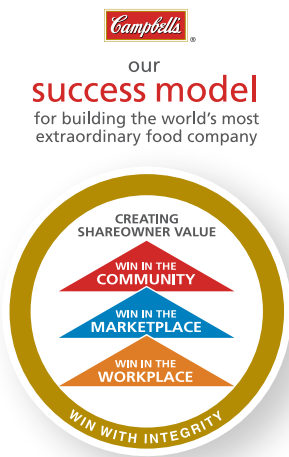 Campbell's
®
our
success model
for building the world's most
extraordinary food company
CREATING
SHAREOWNER VALUE
WIN IN THE
COMMUNITY
WIN IN THE
MARKETPLACE
WIN IN THE
WORKPLACE
WIN WITH INTEGRITY